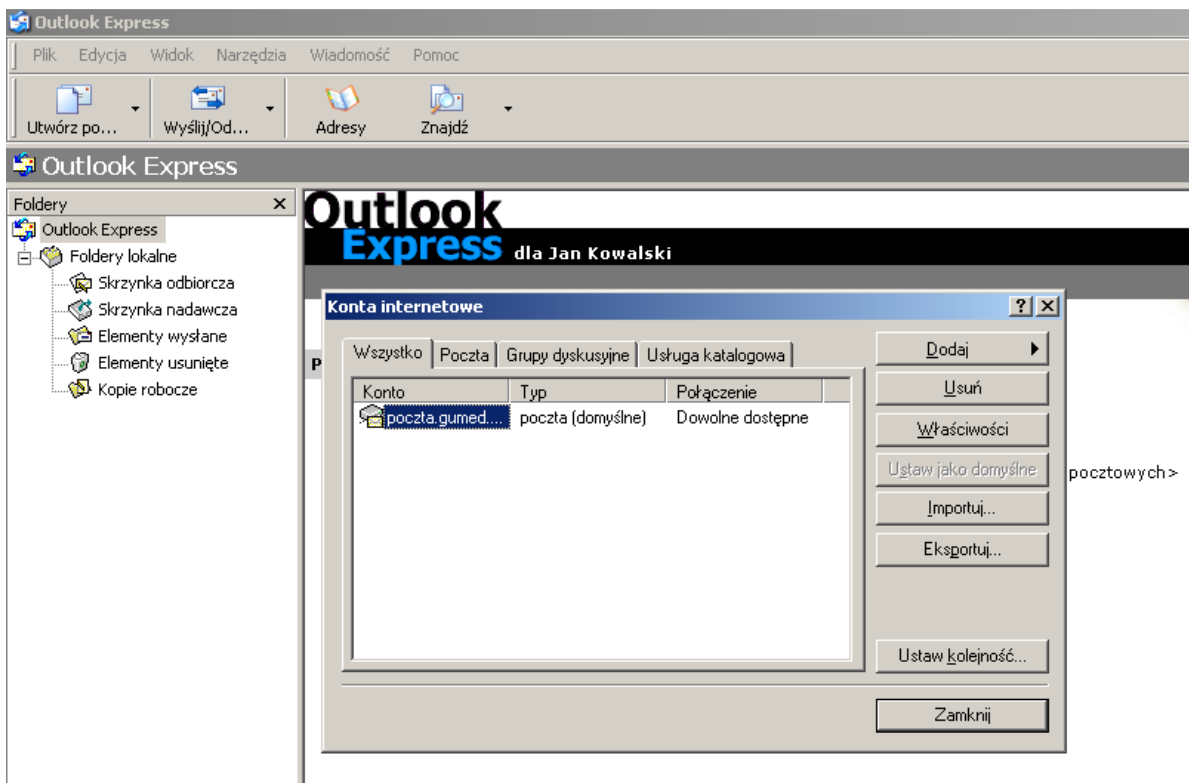 Outlook Express
Plik Edycja Widok Narzędzia Wiadomość Pomoc
Utwórz po... Wyślij/Od... Adresy Znajdź
Outlook Express
Foldery
Outlook Express
Foldery lokalne
Skrzynka odbiorcza
Skrzynka nadawcza
Elementy wysłane
Elementy usunięte
Kopie robocze
Outlook
Express dla Jan Kowalski
P
pocztowych>
Konta internetowe
Wszystko Poczta Grupy dyskusyjne Usługa katalogowa
Konto Typ Połączenie
poczta.gumed.... poczta (domyślne) Dowolne dostępne
Dodaj
Usuń
Właściwości
Ustaw jako domyślne
Importuj...
Eksportuj...
Ustaw kolejność...
Zamknij